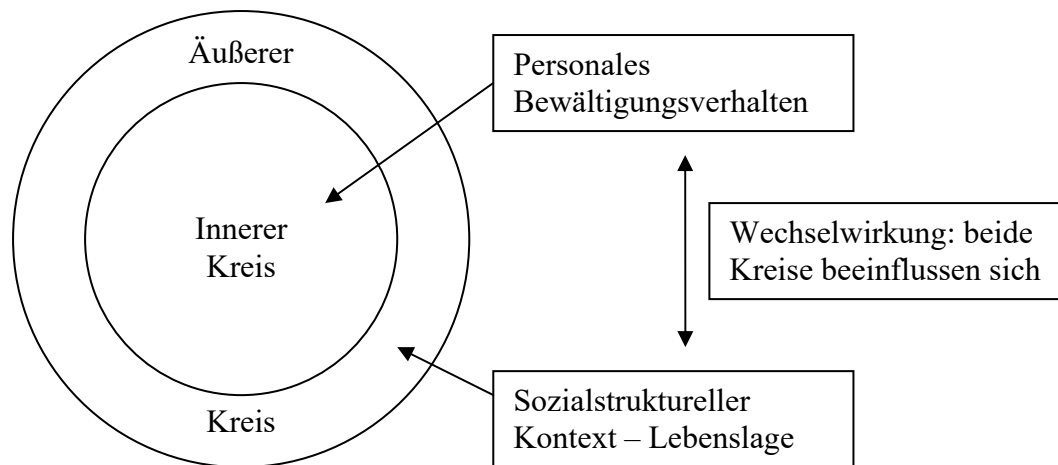 Äußerer
Innerer
Kreis
Kreis
Personales
Bewältigungsverhalten
Wechselwirkung: beide
Kreise beeinflussen sich
Sozialstruktureller
Kontext – Lebenslage